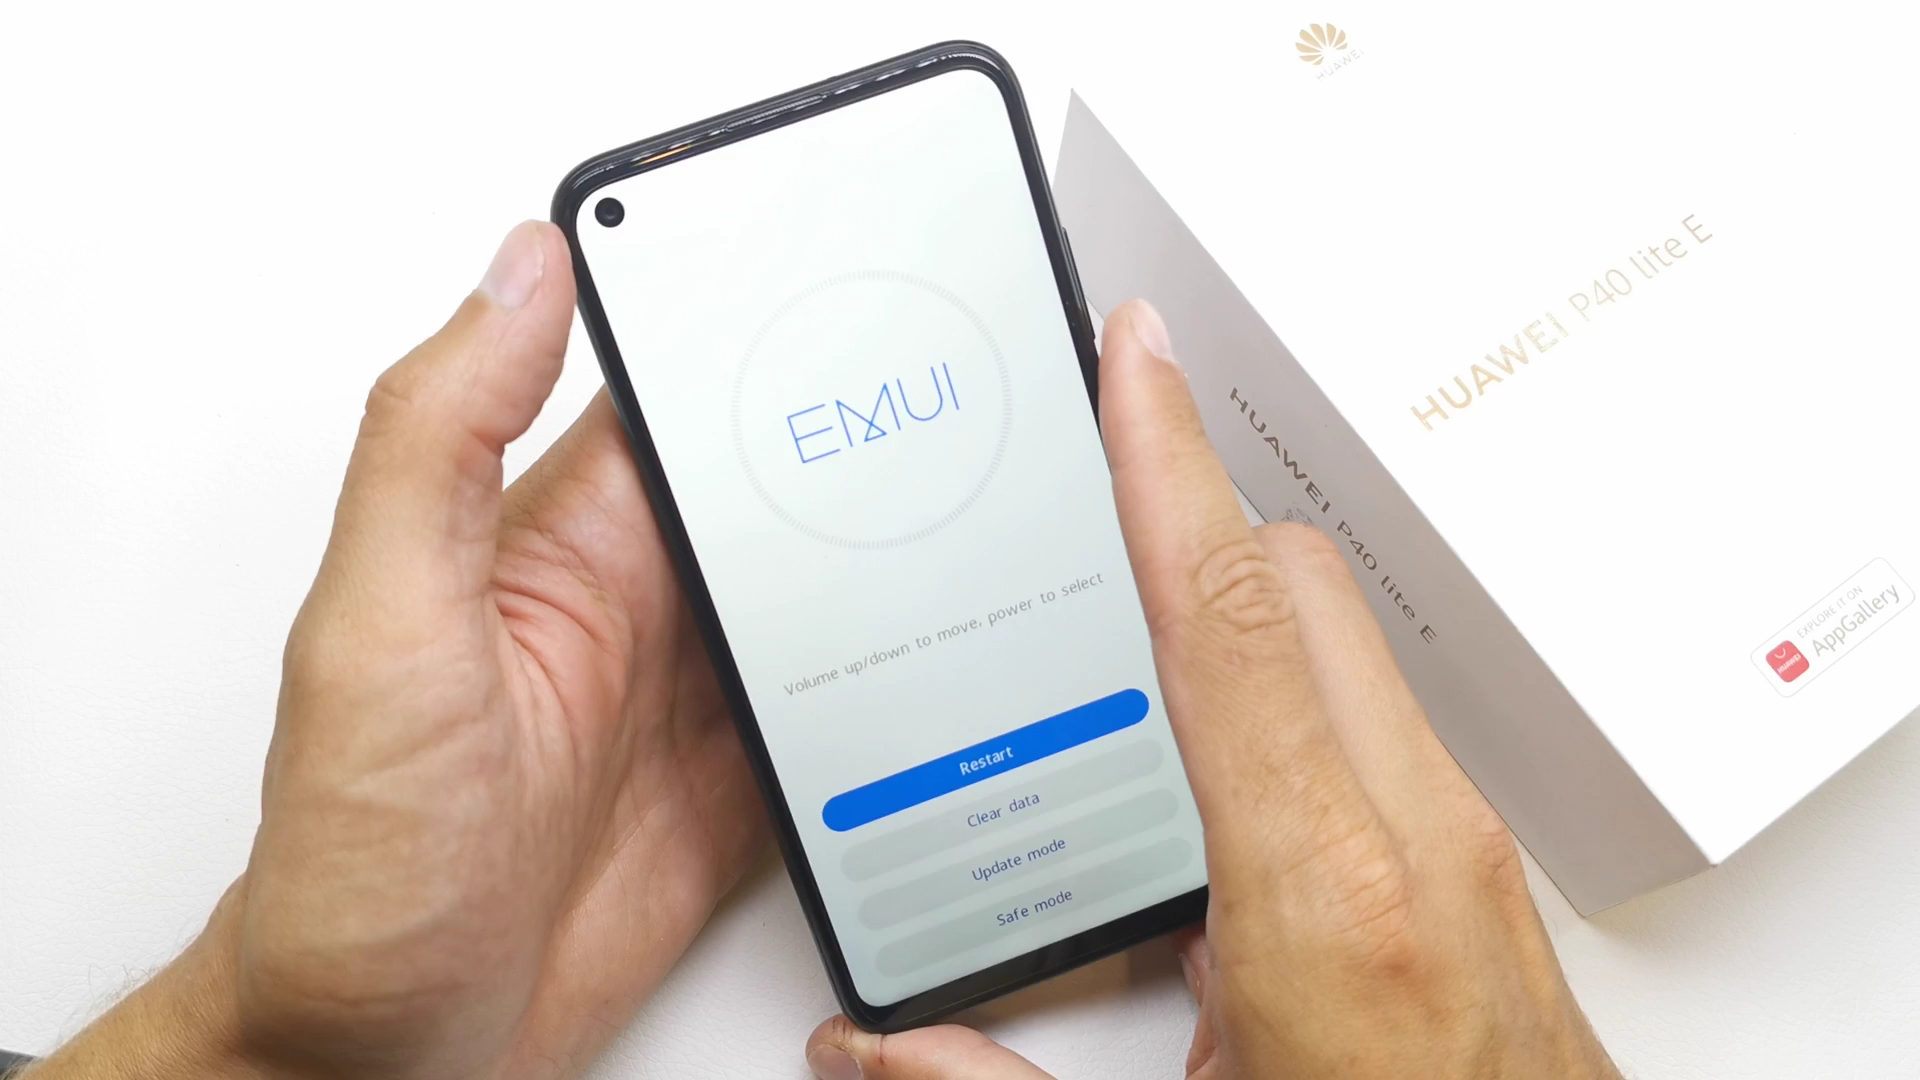 EMUI
Volume up/down to move, power to select
Restart
Clear data
Update mode
Safe mode
HUAWEI
HUAWEI P40 lite E
HUAWEI P40 lite E
EXPLORE IT ON
AppGallery
HUAWEI